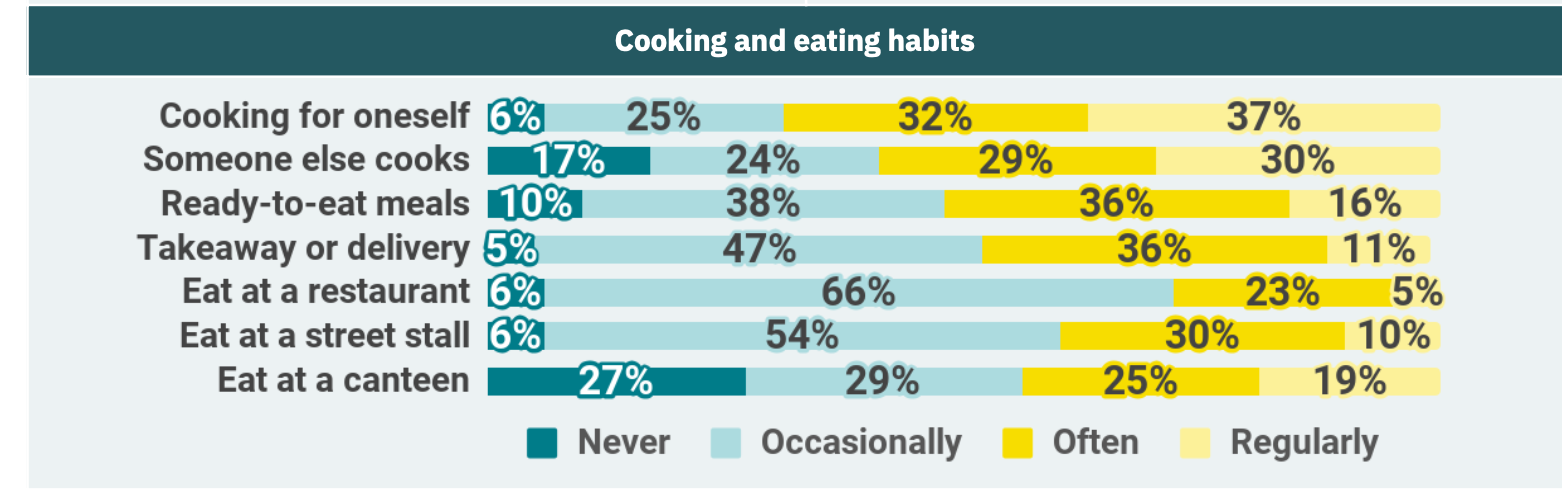 Cooking and eating habits
Cooking for oneself 6% 25% 32% 37%
Someone else cooks 17% 24% 29% 30%
Ready-to-eat meals 10% 38% 36% 16%
Takeaway or delivery 5% 47% 36% 11%
Eat at a restaurant 6% 66% 23% 5%
Eat at a street stall 6% 54% 30% 10%
Eat at a canteen 27% 29% 25% 19%
Never Occasionally Often Regularly